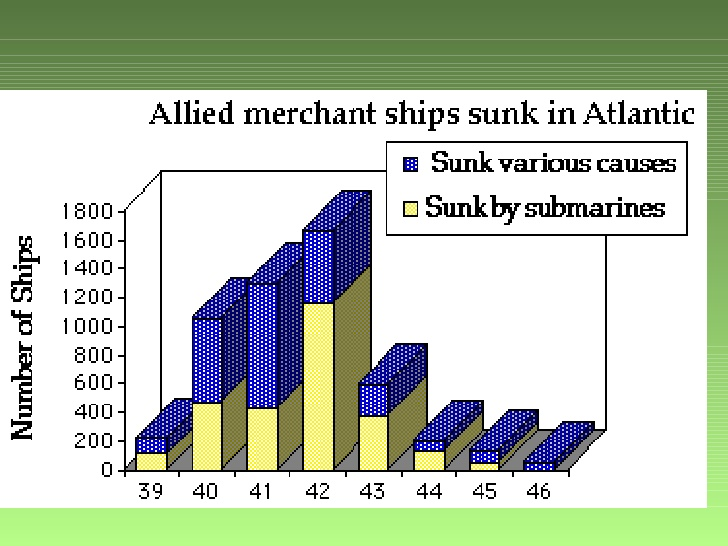 Allied merchant ships sunk in Atlantic
Sunk various causes
Sunk by submarines
Number of Ships
1800
1600
1400
1200
1000
800
600
400
200
0
39 40 41 42 43 44 45 46